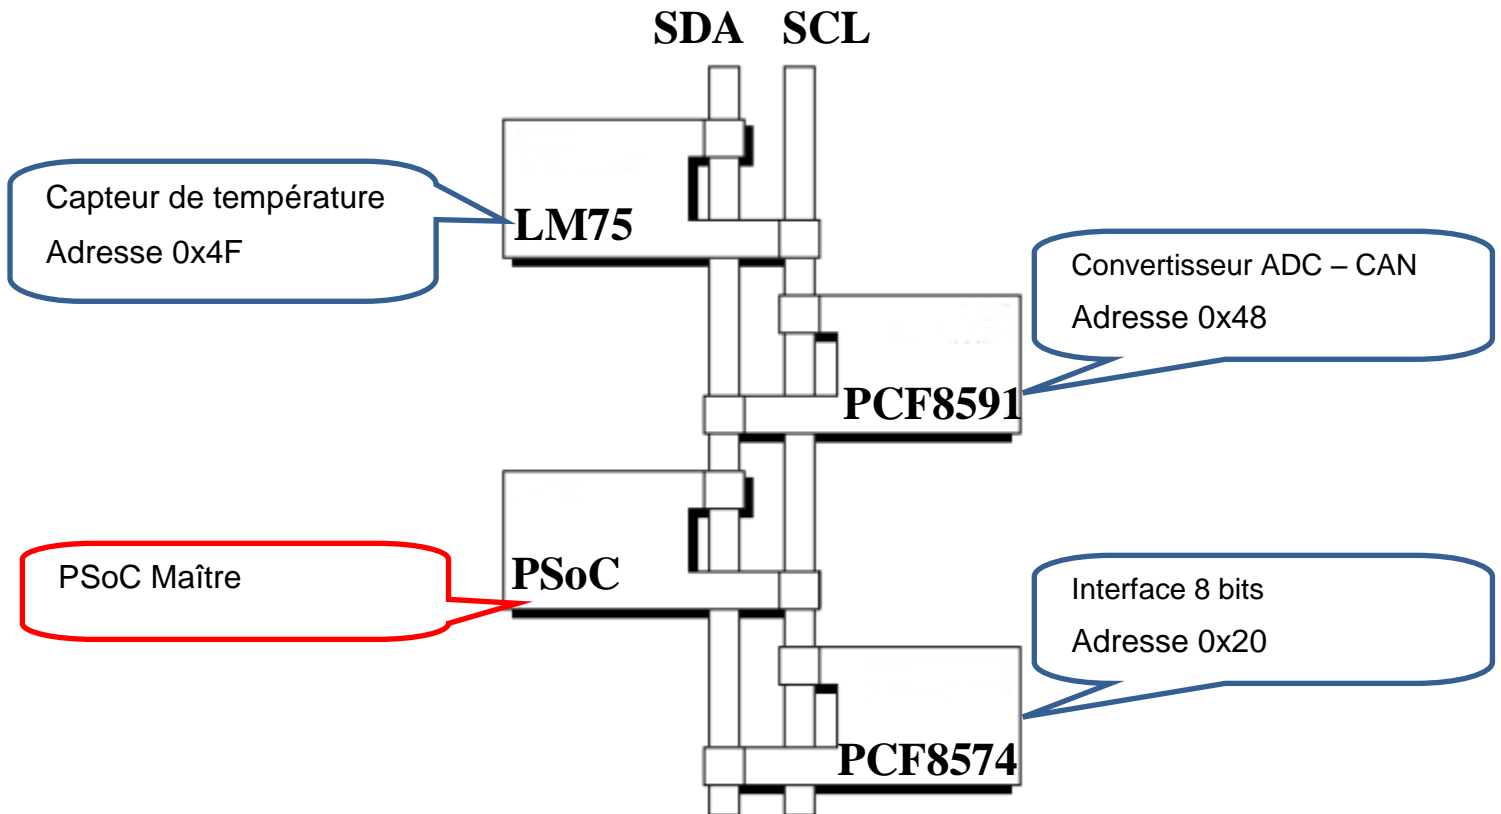 SDA SCL
Capteur de température
Adresse 0x4F
LM75
Convertisseur ADC – CAN
Adresse 0x48
PCF8591
PSoC Maître
PSoC
Interface 8 bits
Adresse 0x20
PCF8574